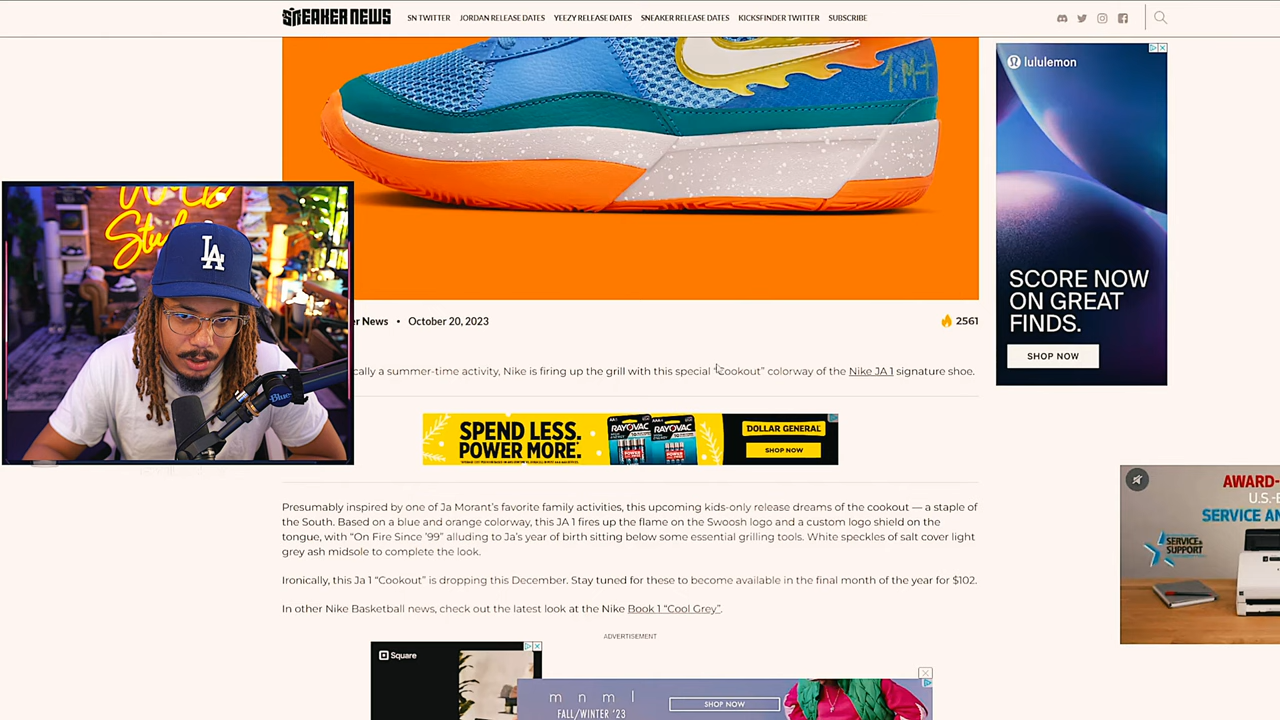 SNEAKER NEWS
SN TWITTER JORDAN RELEASE DATES YEEZY RELEASE DATES SNEAKER RELEASE DATES KICKSFINDER TWITTER SUBSCRIBE
lululemon
SCORE NOW
ON GREAT
FINDS.
SHOP NOW
LA
Blue
er News • October 20, 2023
2561
cally a summer-time activity, Nike is firing up the grill with this special “Cookout” colorway of the Nike JA 1 signature shoe.
SPEND LESS.
POWER MORE.
RAYOVAC
RAYOVAC
DOLLAR GENERAL
SHOP NOW
AWARD-
U.S.-
SERVICE AN
SERVICE &
SUPPORT
Presumably inspired by one of Ja Morant’s favorite family activities, this upcoming kids-only release dreams of the cookout — a staple of
the South. Based on a blue and orange colorway, this JA 1 fires up the flame on the Swoosh logo and a custom logo shield on the
tongue, with “On Fire Since ’99” alluding to Ja’s year of birth sitting below some essential grilling tools. White speckles of salt cover light
grey ash midsole to complete the look.
Ironically, this Ja 1 “Cookout” is dropping this December. Stay tuned for these to become available in the final month of the year for $102.
In other Nike Basketball news, check out the latest look at the Nike Book 1 “Cool Grey”.
ADVERTISEMENT
Square
mnml
FALL/WINTER ’23
SHOP NOW